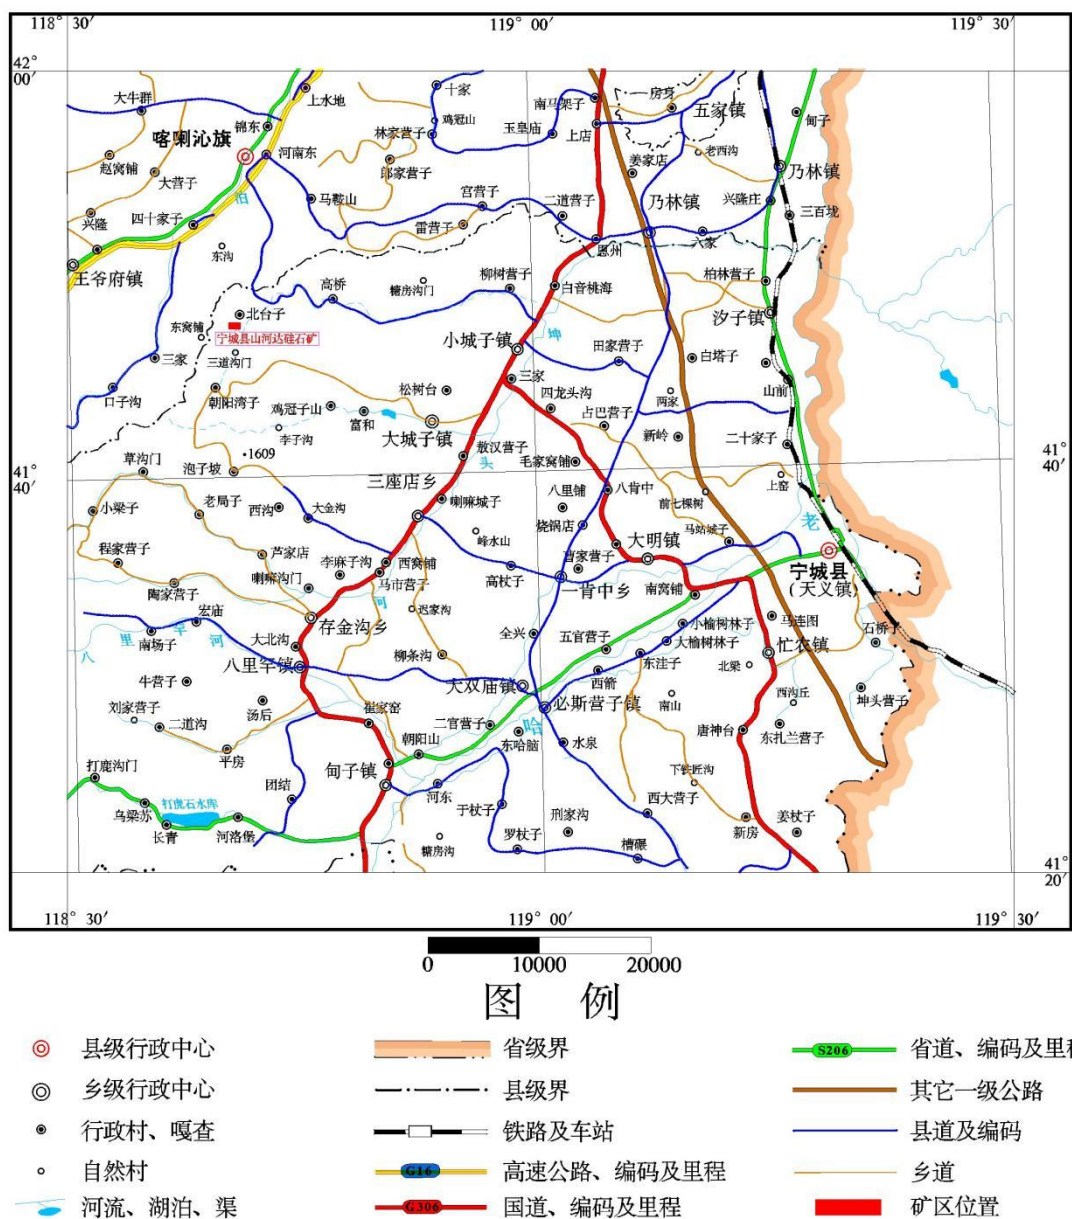 118° 30′
119° 00′
119° 30′
42°
00′
大牛群
上水地
十家
南马架子
房身
五家镇
甸子
锦东
鸡冠山
林家营子
玉皇庙
上店
喀喇沁旗
河南东
老西沟
赵窝铺
郎家营子
姜家店
乃林镇
大营子
马鞍山
宫营子
二道营子
乃林镇
兴隆庄
三百垅
兴隆
四十家子
伯
雷营子
恩州
六家
东沟
王爷府镇
高桥
糖房沟门
柳树营子
白音桃海
柏林营子
北台子
汐子镇
东窝铺
宁城县山河达硅石矿
小城子镇
坤
田家营子
白塔子
三家
三道沟门
三家
山前
口子沟
朝阳湾子
松树台
四龙头沟
两家
鸡冠子山
富和
占巴营子
大城子镇
新岭
二十家子
李子沟
敖汉营子
头
毛家窝铺
草沟门
泡子坡
•1609
41°
40′
41°
40′
三座店乡
上窑
小梁子
老局子
西沟
大金沟
喇嘛城子
八里铺
八肯中
前七棵树
烧锅店
峰水山
马站城子
老
程家营子
芦家店
李麻子沟
西窝铺
曹家营子
大明镇
喇嘛沟门
马市营子
高杖子
宁城县
(天义镇)
陶家营子
一肯中乡
南窝铺
宏庙
存金沟乡
河
迟家沟
小榆树林子
马连图
八里罕河
南场子
大北沟
全兴
五官营子
大榆树林子
石桥子
忙农镇
八里罕镇
柳条沟
东洼子
北梁
牛营子
大双庙镇
西箭
坤头营子
刘家营子
汤后
崔家窑
必斯营子镇
南山
西沟丘
二道沟
二官营子
哈
唐神台
东扎兰营子
朝阳山
东哈脑
水泉
平房
打鹿沟门
甸子镇
下铁匠沟
团结
河东
西大营子
打虎石水库
于杖子
乌梁苏
刑家沟
长青
河洛堡
糖房沟
罗杖子
槽碾
新房
姜杖子
41°
20′
118° 30′
119° 00′
119° 30′
0
10000
20000
图 例
县级行政中心
省级界
S206
省道、编码及里程
乡级行政中心
县级界
其它一级公路
行政村、嘎查
铁路及车站
县道及编码
自然村
G16
高速公路、编码及里程
乡道
河流、湖泊、渠
G306
国道、编码及里程
矿区位置